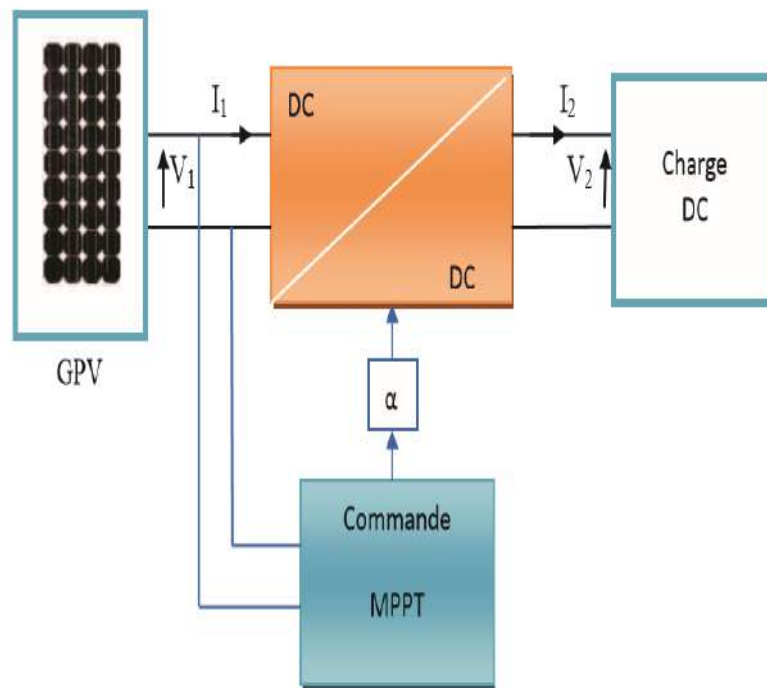 I₁
DC
I₂
V₁
V₂
Charge
DC
DC
GPV
α
Commande
MPPT